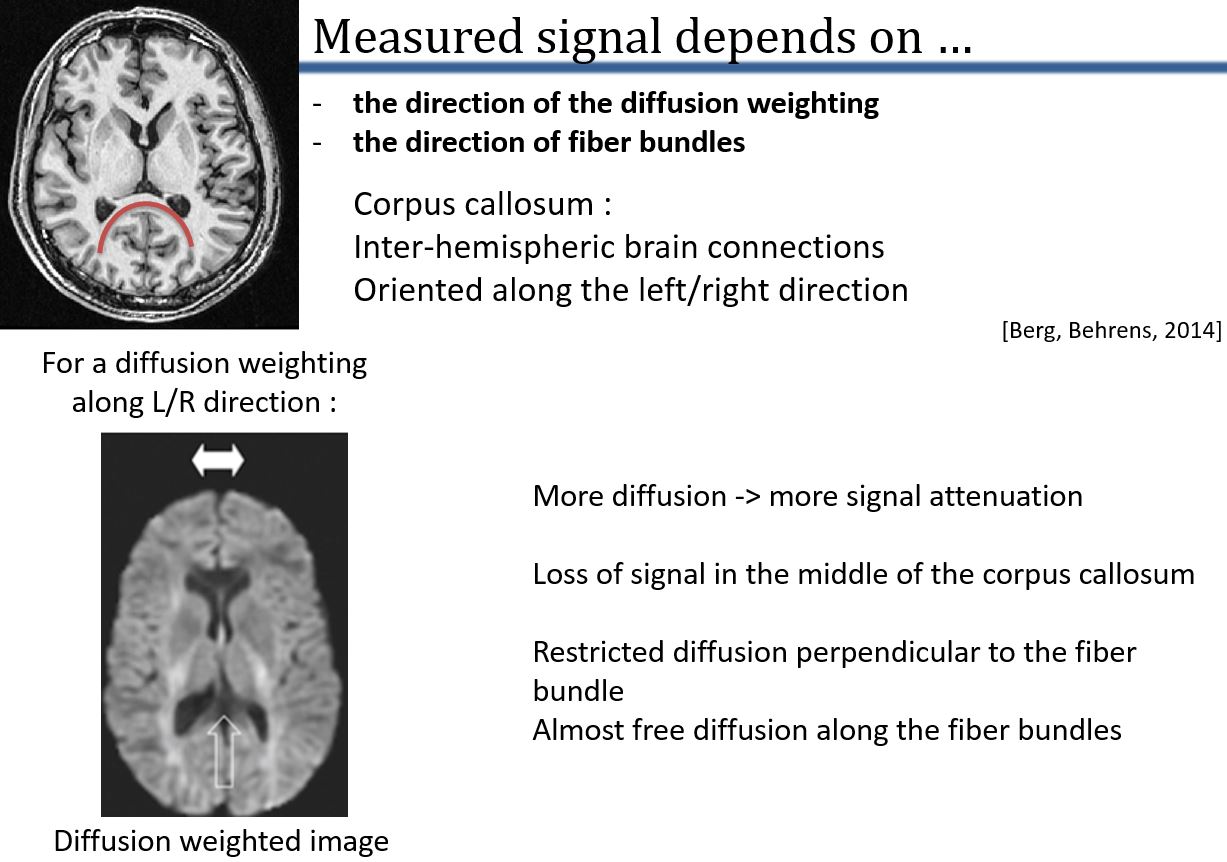 Measured signal depends on ...
- the direction of the diffusion weighting
- the direction of fiber bundles
Corpus callosum :
Inter-hemispheric brain connections
Oriented along the left/right direction
[Berg, Behrens, 2014]
For a diffusion weighting
along L/R direction :
More diffusion -> more signal attenuation
Loss of signal in the middle of the corpus callosum
Restricted diffusion perpendicular to the fiber
bundle
Almost free diffusion along the fiber bundles
Diffusion weighted image